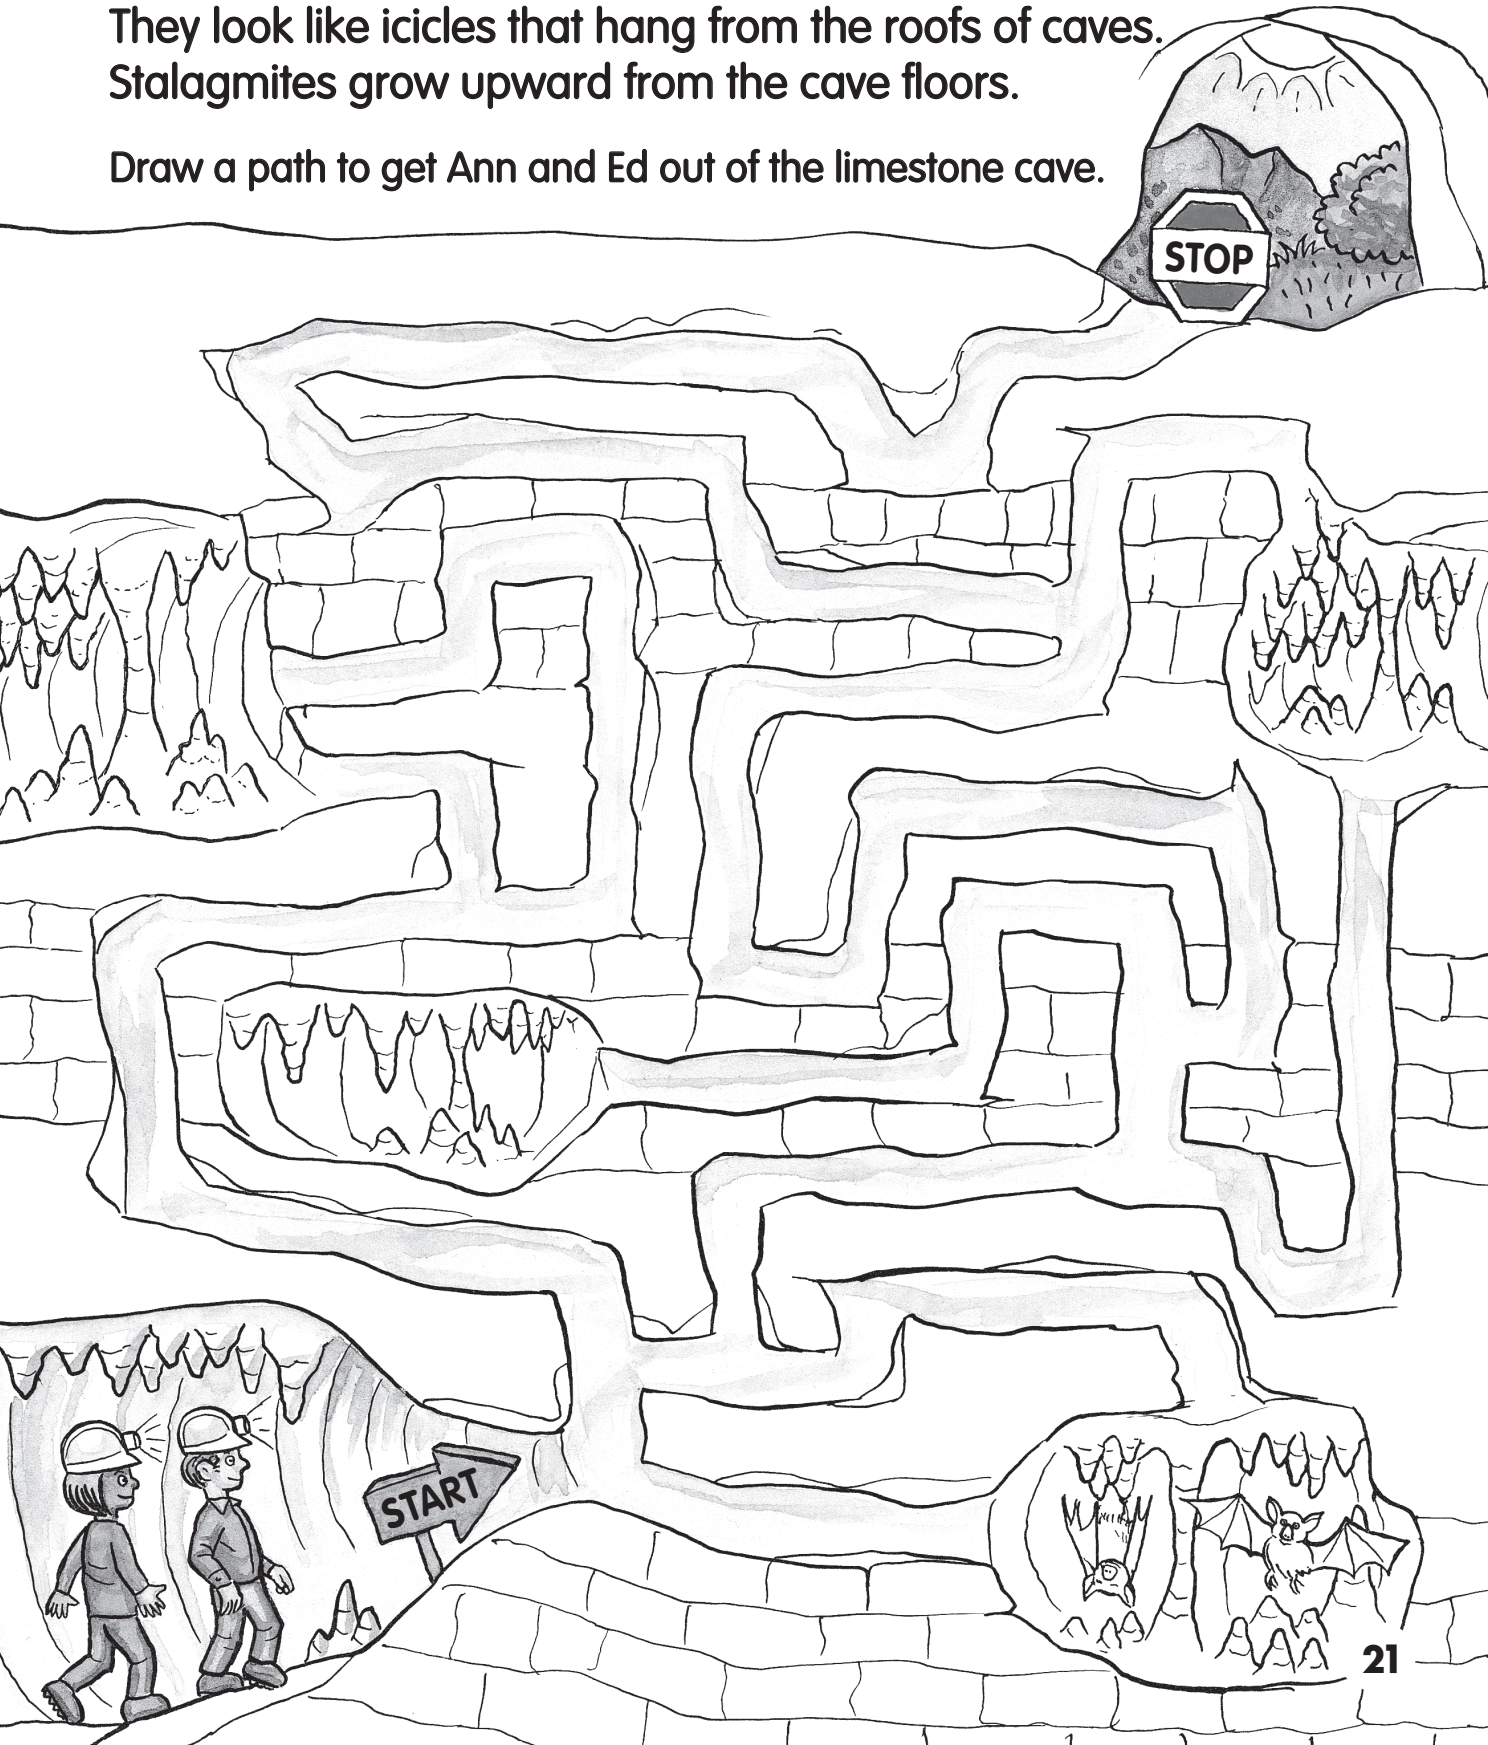 They look like icicles that hang from the roofs of caves.
Stalagmites grow upward from the cave floors.
Draw a path to get Ann and Ed out of the limestone cave.
STOP
START
21